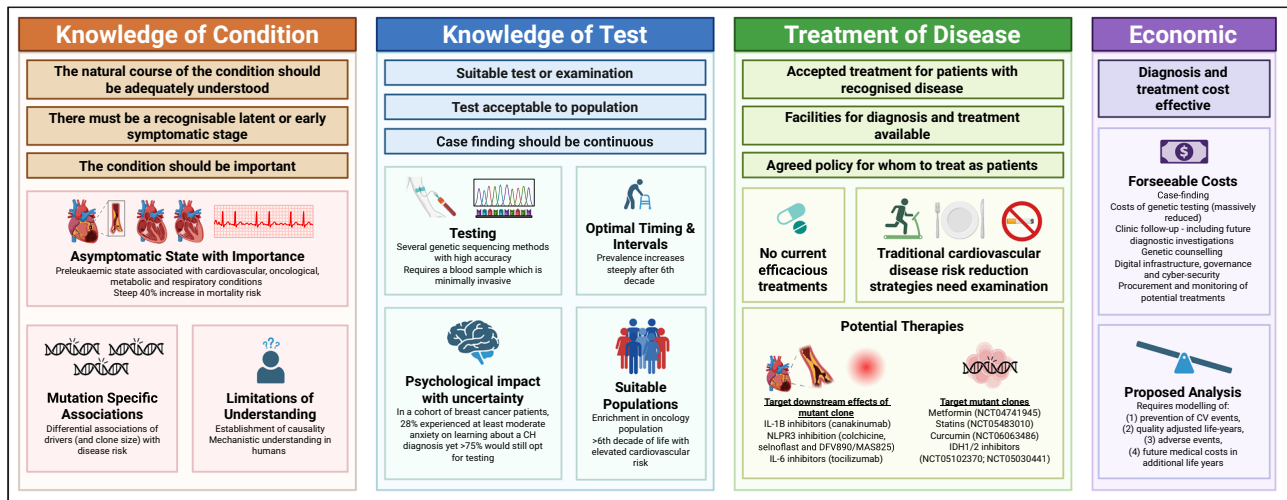 Knowledge of Condition
The natural course of the condition should
be adequately understood
There must be a recognisable latent or early
symptomatic stage
The condition should be important
Asymptomatic State with Importance
Preleukaemic state associated with cardiovascular, oncological,
metabolic and respiratory conditions
Steep 40% increase in mortality risk
Mutation Specific
Associations
Differential associations of
drivers (and clone size) with
disease risk
???
Limitations of
Understanding
Establishment of causality
Mechanistic understanding in
humans
Knowledge of Test
Suitable test or examination
Test acceptable to population
Case finding should be continuous
Testing
Several genetic sequencing methods
with high accuracy
Requires a blood sample which is
minimally invasive
Optimal Timing &
Intervals
Prevalence increases
steeply after 6th
decade
Psychological impact
with uncertainty
In a cohort of breast cancer patients,
28% experienced at least moderate
anxiety on learning about a CH
diagnosis yet >75% would still opt for
testing
Suitable
Populations
Enrichment in oncology
population
>6th decade of life with
elevated cardiovascular
risk
Treatment of Disease
Accepted treatment for patients with
recognised disease
Facilities for diagnosis and treatment
available
Agreed policy for whom to treat as patients
No current
efficacious
treatments
Traditional cardiovascular
disease risk reduction
strategies need examination
Potential Therapies
Target downstream effects of
mutant clone
IL-1B inhibitors (canakinumab)
NLPR3 inhibition (colchicine,
selnoflast and DFV890/MAS825)
IL-6 inhibitors (tocilizumab)
Target mutant clones
Metformin (NCT04741945)
Statins (NCT05483010)
Curcumin (NCT06063486)
IDH1/2 inhibitors
(NCT05102370; NCT05030441)
Economic
Diagnosis and
treatment cost
effective
$
Forseeable Costs
Case-finding
Costs of genetic testing (massively
reduced)
Clinic follow-up - including future
diagnostic investigations
Genetic counselling
Digital infrastructure, governance
and cyber-security
Procurement and monitoring of
potential treatments
Proposed Analysis
Requires modelling of:
(1) prevention of CV events,
(2) quality adjusted life-years,
(3) adverse events,
(4) future medical costs in
additional life years